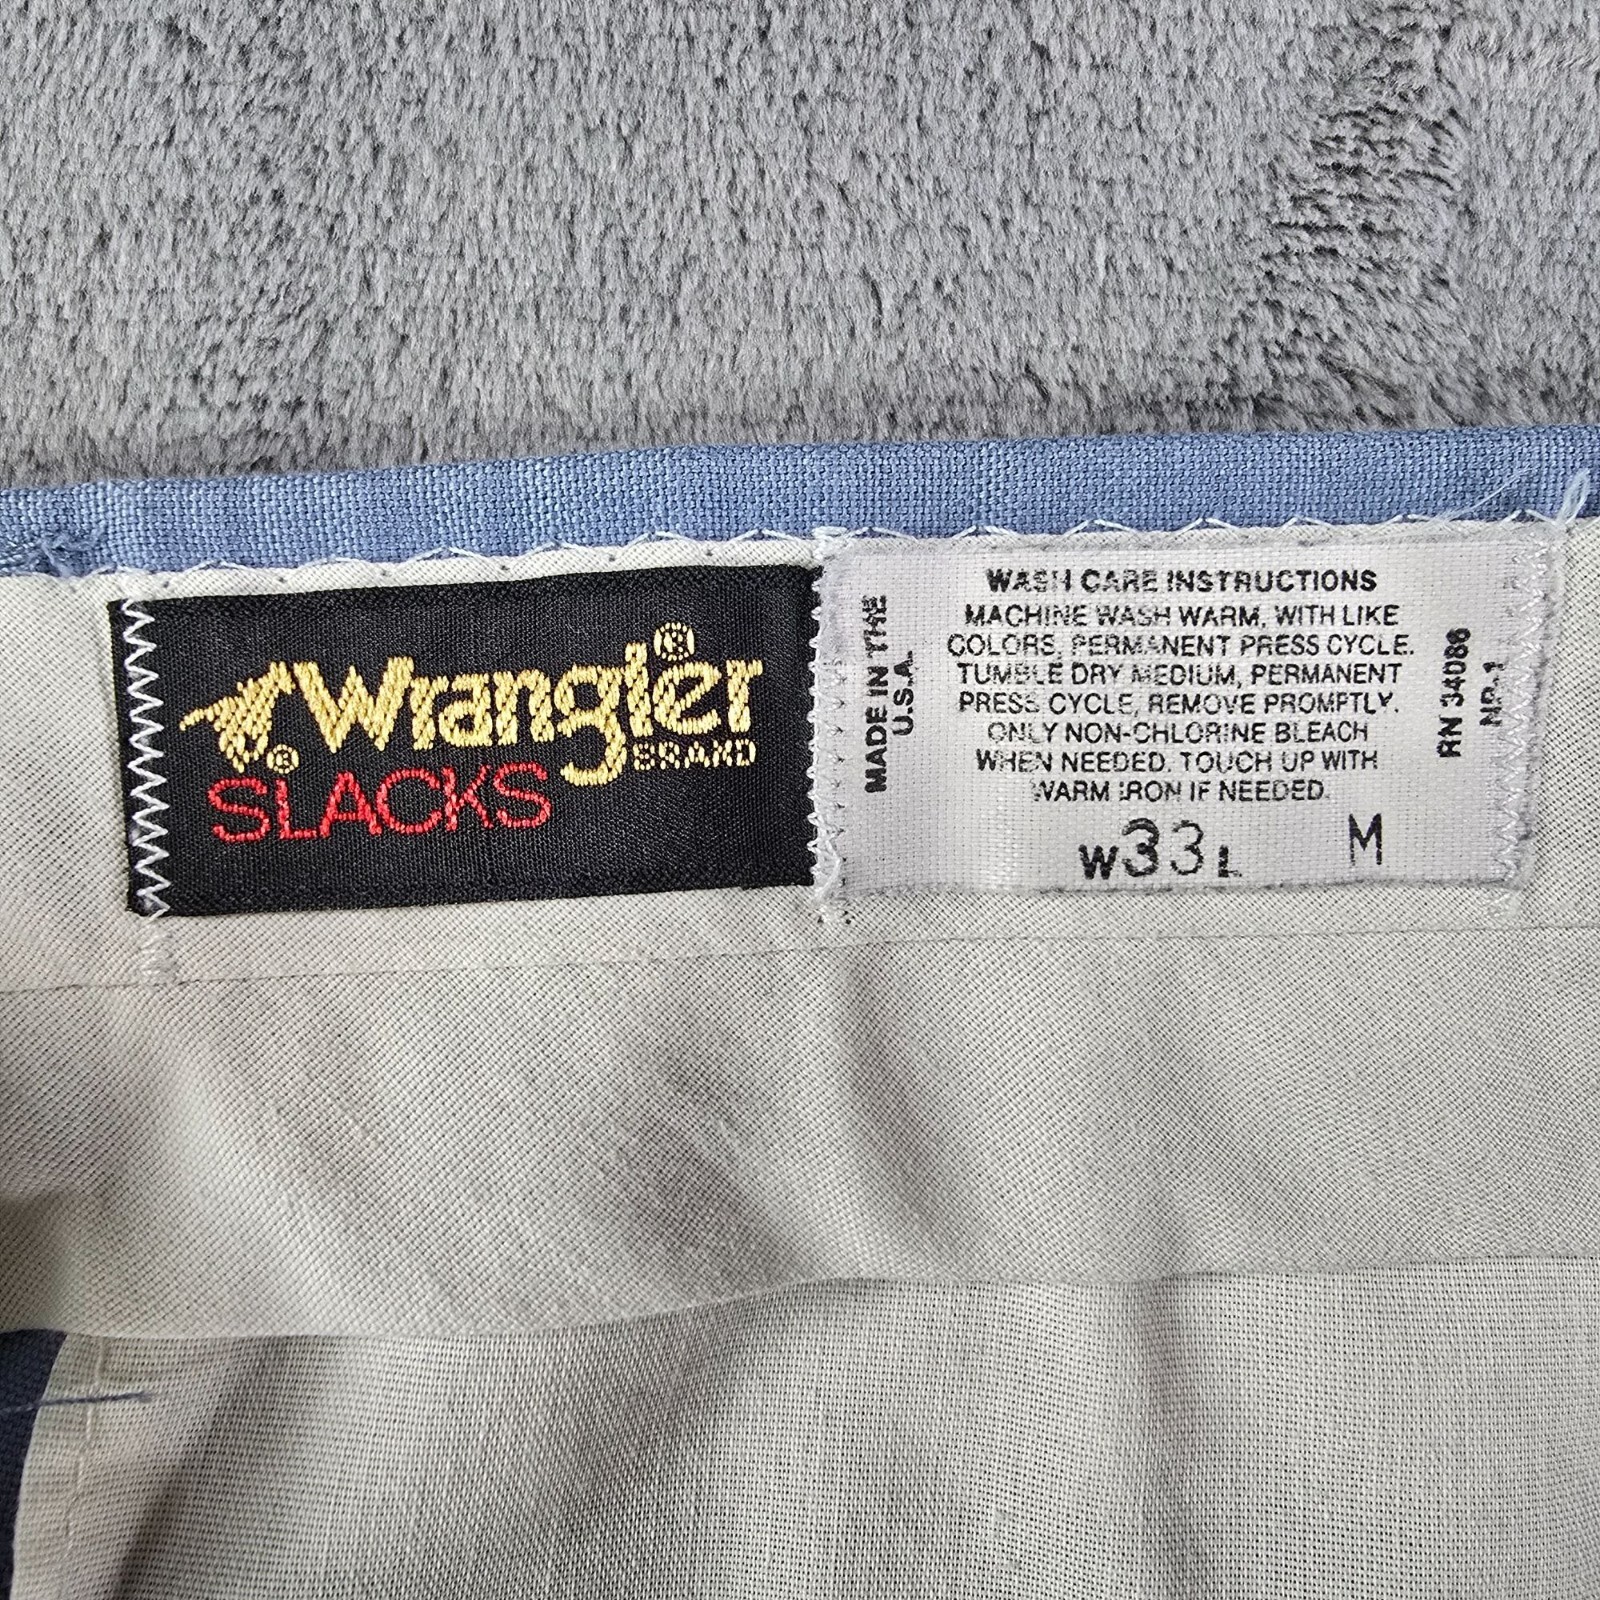 Wrangler®
BRAND
®
SLACKS
MADE IN THE
U.S.A.
WASH CARE INSTRUCTIONS
MACHINE WASH WARM, WITH LIKE
COLORS, PERMANENT PRESS CYCLE.
TUMBLE DRY MEDIUM, PERMANENT
PRESS CYCLE, REMOVE PROMPTLY.
ONLY NON-CHLORINE BLEACH
WHEN NEEDED. TOUCH UP WITH
WARM IRON IF NEEDED.
W33L M
RN 34086
NP-1